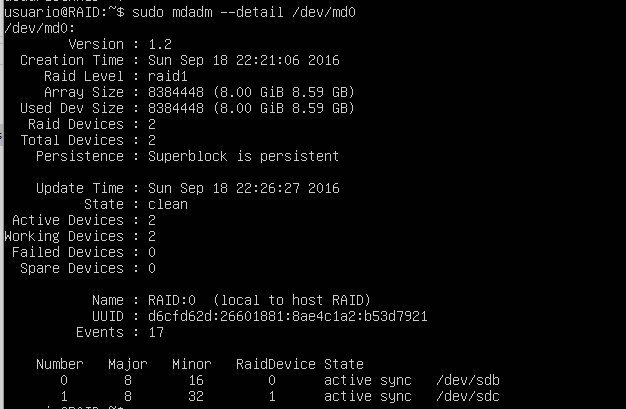 usuario@RAID:~$ sudo mdadm --detail /dev/md0
/dev/md0:
Version : 1.2
Creation Time : Sun Sep 18 22:21:06 2016
Raid Level : raid1
Array Size : 8384448 (8.00 GiB 8.59 GB)
Used Dev Size : 8384448 (8.00 GiB 8.59 GB)
Raid Devices : 2
Total Devices : 2
Persistence : Superblock is persistent
Update Time : Sun Sep 18 22:26:27 2016
State : clean
Active Devices : 2
Working Devices : 2
Failed Devices : 0
Spare Devices : 0
Name : RAID:0 (local to host RAID)
UUID : d6cfd62d:26601881:8ae4c1a2:b53d7921
Events : 17
Number Major Minor RaidDevice State
0 8 16 0 active sync /dev/sdb
1 8 32 1 active sync /dev/sdc